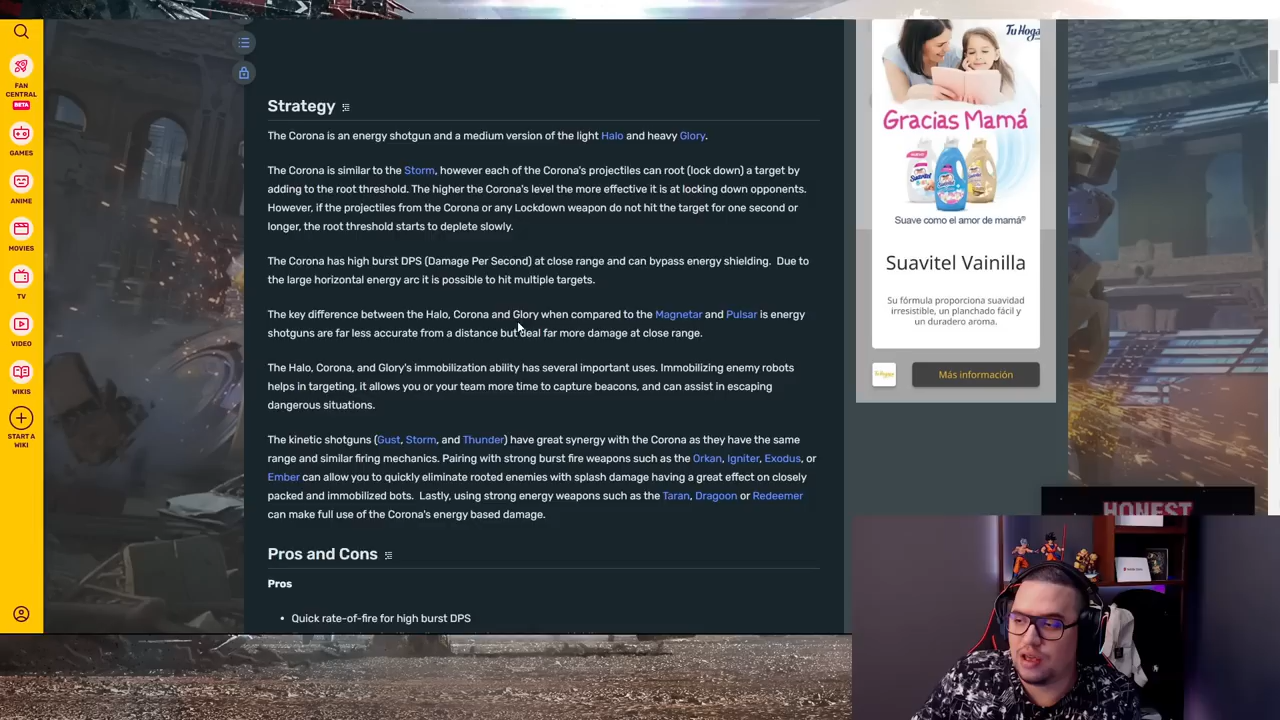 FAN
CENTRAL
BETA
GAMES
ANIME
MOVIES
TV
VIDEO
WIKIS
START A
WIKI
Strategy
The Corona is an energy shotgun and a medium version of the light Halo and heavy Glory.
The Corona is similar to the Storm, however each of the Corona's projectiles can root (lock down) a target by
adding to the root threshold. The higher the Corona's level the more effective it is at locking down opponents.
However, if the projectiles from the Corona or any Lockdown weapon do not hit the target for one second or
longer, the root threshold starts to deplete slowly.
The Corona has high burst DPS (Damage Per Second) at close range and can bypass energy shielding. Due to
the large horizontal energy arc it is possible to hit multiple targets.
The key difference between the Halo, Corona and Glory when compared to the Magnetar and Pulsar is energy
shotguns are far less accurate from a distance but deal far more damage at close range.
The Halo, Corona, and Glory's immobilization ability has several important uses. Immobilizing enemy robots
helps in targeting, it allows you or your team more time to capture beacons, and can assist in escaping
dangerous situations.
The kinetic shotguns (Gust, Storm, and Thunder) have great synergy with the Corona as they have the same
range and similar firing mechanics. Pairing with strong burst fire weapons such as the Orkan, Igniter, Exodus, or
Ember can allow you to quickly eliminate rooted enemies with splash damage having a great effect on closely
packed and immobilized bots. Lastly, using strong energy weapons such as the Taran, Dragoon or Redeemer
can make full use of the Corona's energy based damage.
Pros and Cons
Pros
• Quick rate-of-fire for high burst DPS
Tu Hoga
Gracias Mamá
Suave como el amor de mamá®
Suavitel Vainilla
Su fórmula proporciona suavidad
irresistible, un planchado fácil y
un duradero aroma.
Más información
HONEST